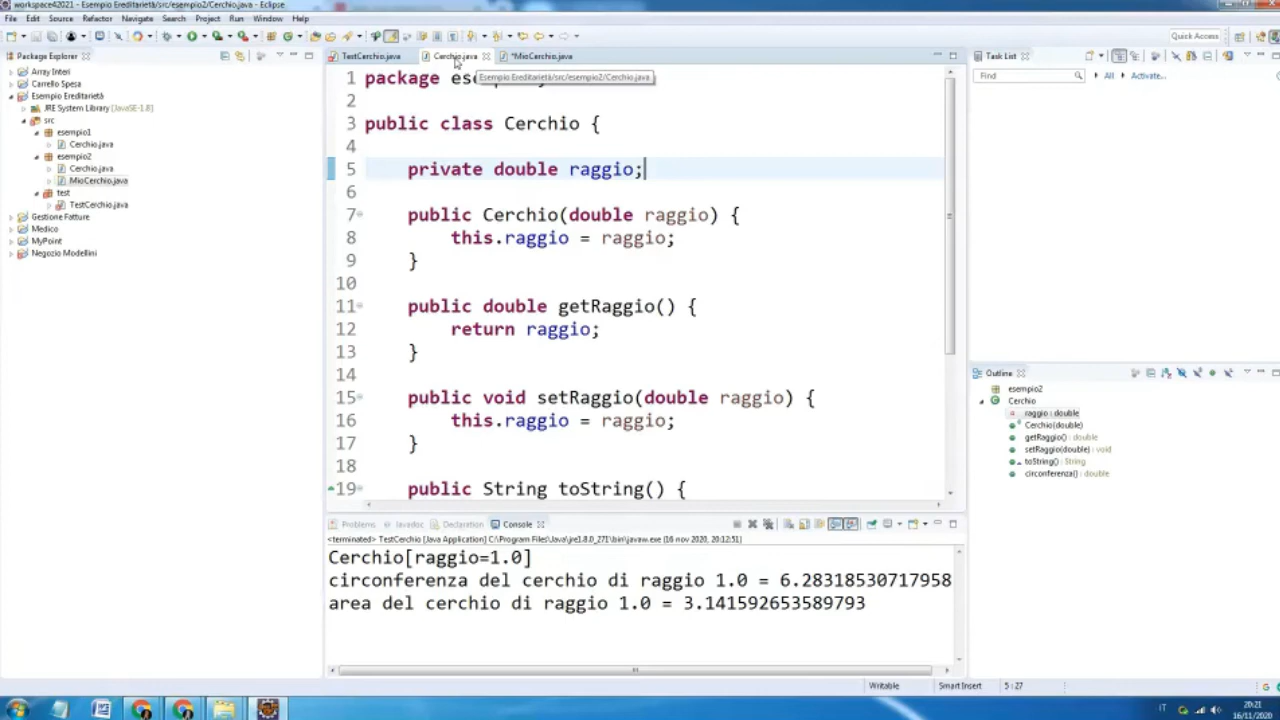 workspace42021 - Esempio Ereditarietà/src/esempio2/Cerchio.java - Eclipse
File Edit Source Refactor Navigate Search Project Run Window Help
Quick Access
Package Explorer
Array Interi
Carrello Spesa
Esempio Ereditarietà
JRE System Library [JavaSE-1.8]
src
esempio1
Cerchio.java
esempio2
Cerchio.java
MioCerchio.java
test
TestCerchio.java
Gestione Fatture
Medico
MyPoint
Negozio Modellini
TestCerchio.java Cerchio.java *MioCerchio.java
Esempio Ereditarietà/src/esempio2/Cerchio.java
1 package
2
3 public class Cerchio {
4
5 private double raggio;
6
7 public Cerchio(double raggio) {
8 this.raggio = raggio;
9 }
10
11 public double getRaggio() {
12 return raggio;
13 }
14
15 public void setRaggio(double raggio) {
16 this.raggio = raggio;
17 }
18
19 public String toString() {
Problems Javadoc Declaration Console
<terminated> TestCerchio [Java Application] C:\Program Files\Java\jre1.8.0_271\bin\javaw.exe (16 nov 2020, 20:12:51)
Cerchio[raggio=1.0]
circonferenza del cerchio di raggio 1.0 = 6.28318530717958
area del cerchio di raggio 1.0 = 3.141592653589793
Task List
Find All Activate...
Outline
esempio2
Cerchio
raggio : double
Cerchio(double)
getRaggio() : double
setRaggio(double) : void
toString() : String
circonferenza() : double
Writable Smart Insert 5 : 27
IT 20:21
16/11/2020